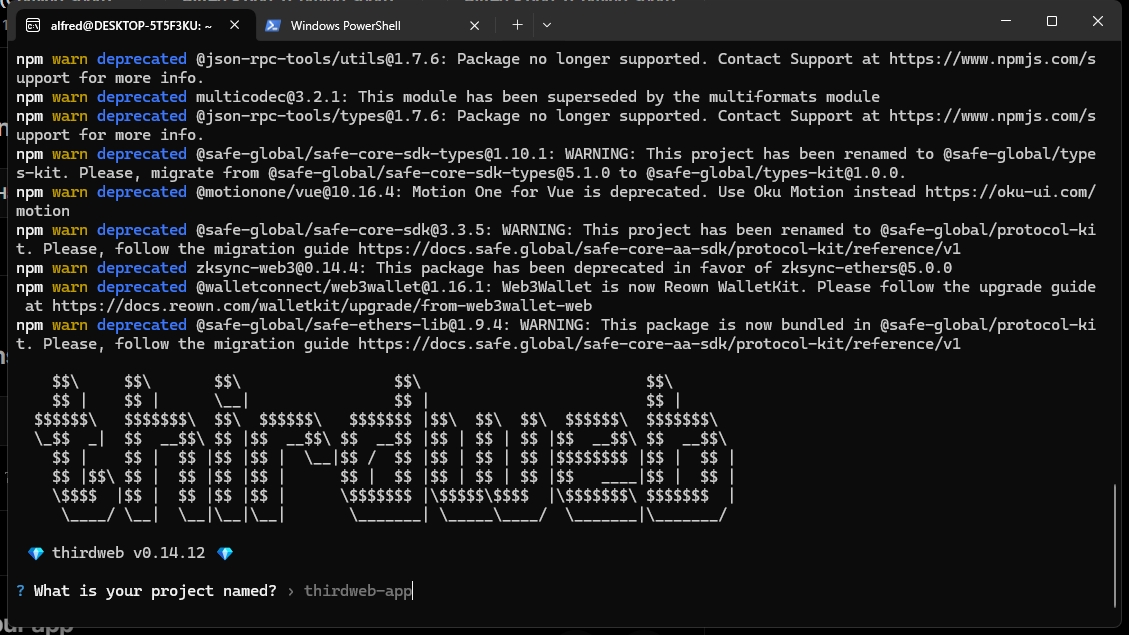 alfred@DESKTOP-5T5F3KU: ~
Windows PowerShell
npm warn deprecated @json-rpc-tools/utils@1.7.6: Package no longer supported. Contact Support at https://www.npmjs.com/s
upport for more info.
npm warn deprecated multicodec@3.2.1: This module has been superseded by the multiformats module
npm warn deprecated @json-rpc-tools/types@1.7.6: Package no longer supported. Contact Support at https://www.npmjs.com/s
upport for more info.
npm warn deprecated @safe-global/safe-core-sdk-types@1.10.1: WARNING: This project has been renamed to @safe-global/type
s-kit. Please, migrate from @safe-global/safe-core-sdk-types@5.1.0 to @safe-global/types-kit@1.0.0.
npm warn deprecated @motionone/vue@10.16.4: Motion One for Vue is deprecated. Use Oku Motion instead https://oku-ui.com/
motion
npm warn deprecated @safe-global/safe-core-sdk@3.3.5: WARNING: This project has been renamed to @safe-global/protocol-ki
t. Please, follow the migration guide https://docs.safe.global/safe-core-aa-sdk/protocol-kit/reference/v1
npm warn deprecated zksync-web3@0.14.4: This package has been deprecated in favor of zksync-ethers@5.0.0
npm warn deprecated @walletconnect/web3wallet@1.16.1: Web3Wallet is now Reown WalletKit. Please follow the upgrade guide
at https://docs.reown.com/walletkit/upgrade/from-web3wallet-web
npm warn deprecated @safe-global/safe-ethers-lib@1.9.4: WARNING: This package is now bundled in @safe-global/protocol-ki
t. Please, follow the migration guide https://docs.safe.global/safe-core-aa-sdk/protocol-kit/reference/v1
thirdweb
💎 thirdweb v0.14.12 💎
? What is your project named? › thirdweb-app